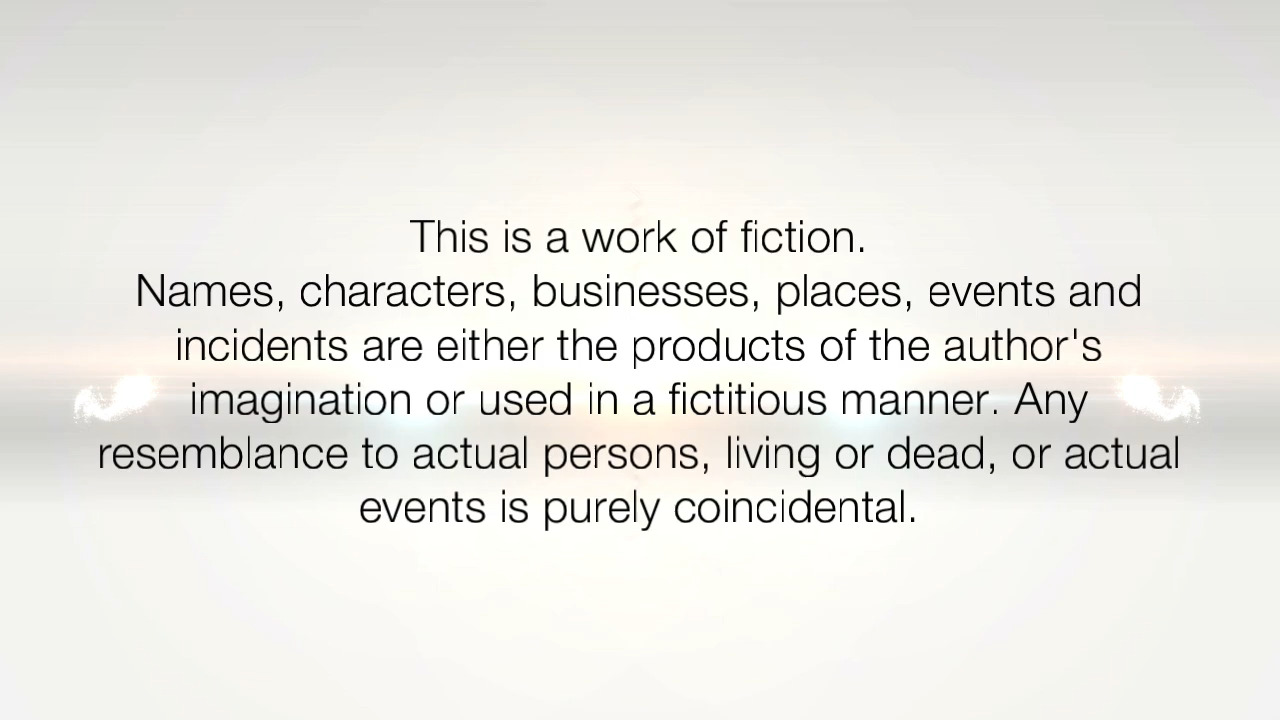 This is a work of fiction.
Names, characters, businesses, places, events and
incidents are either the products of the author's
imagination or used in a fictitious manner. Any
resemblance to actual persons, living or dead, or actual
events is purely coincidental.